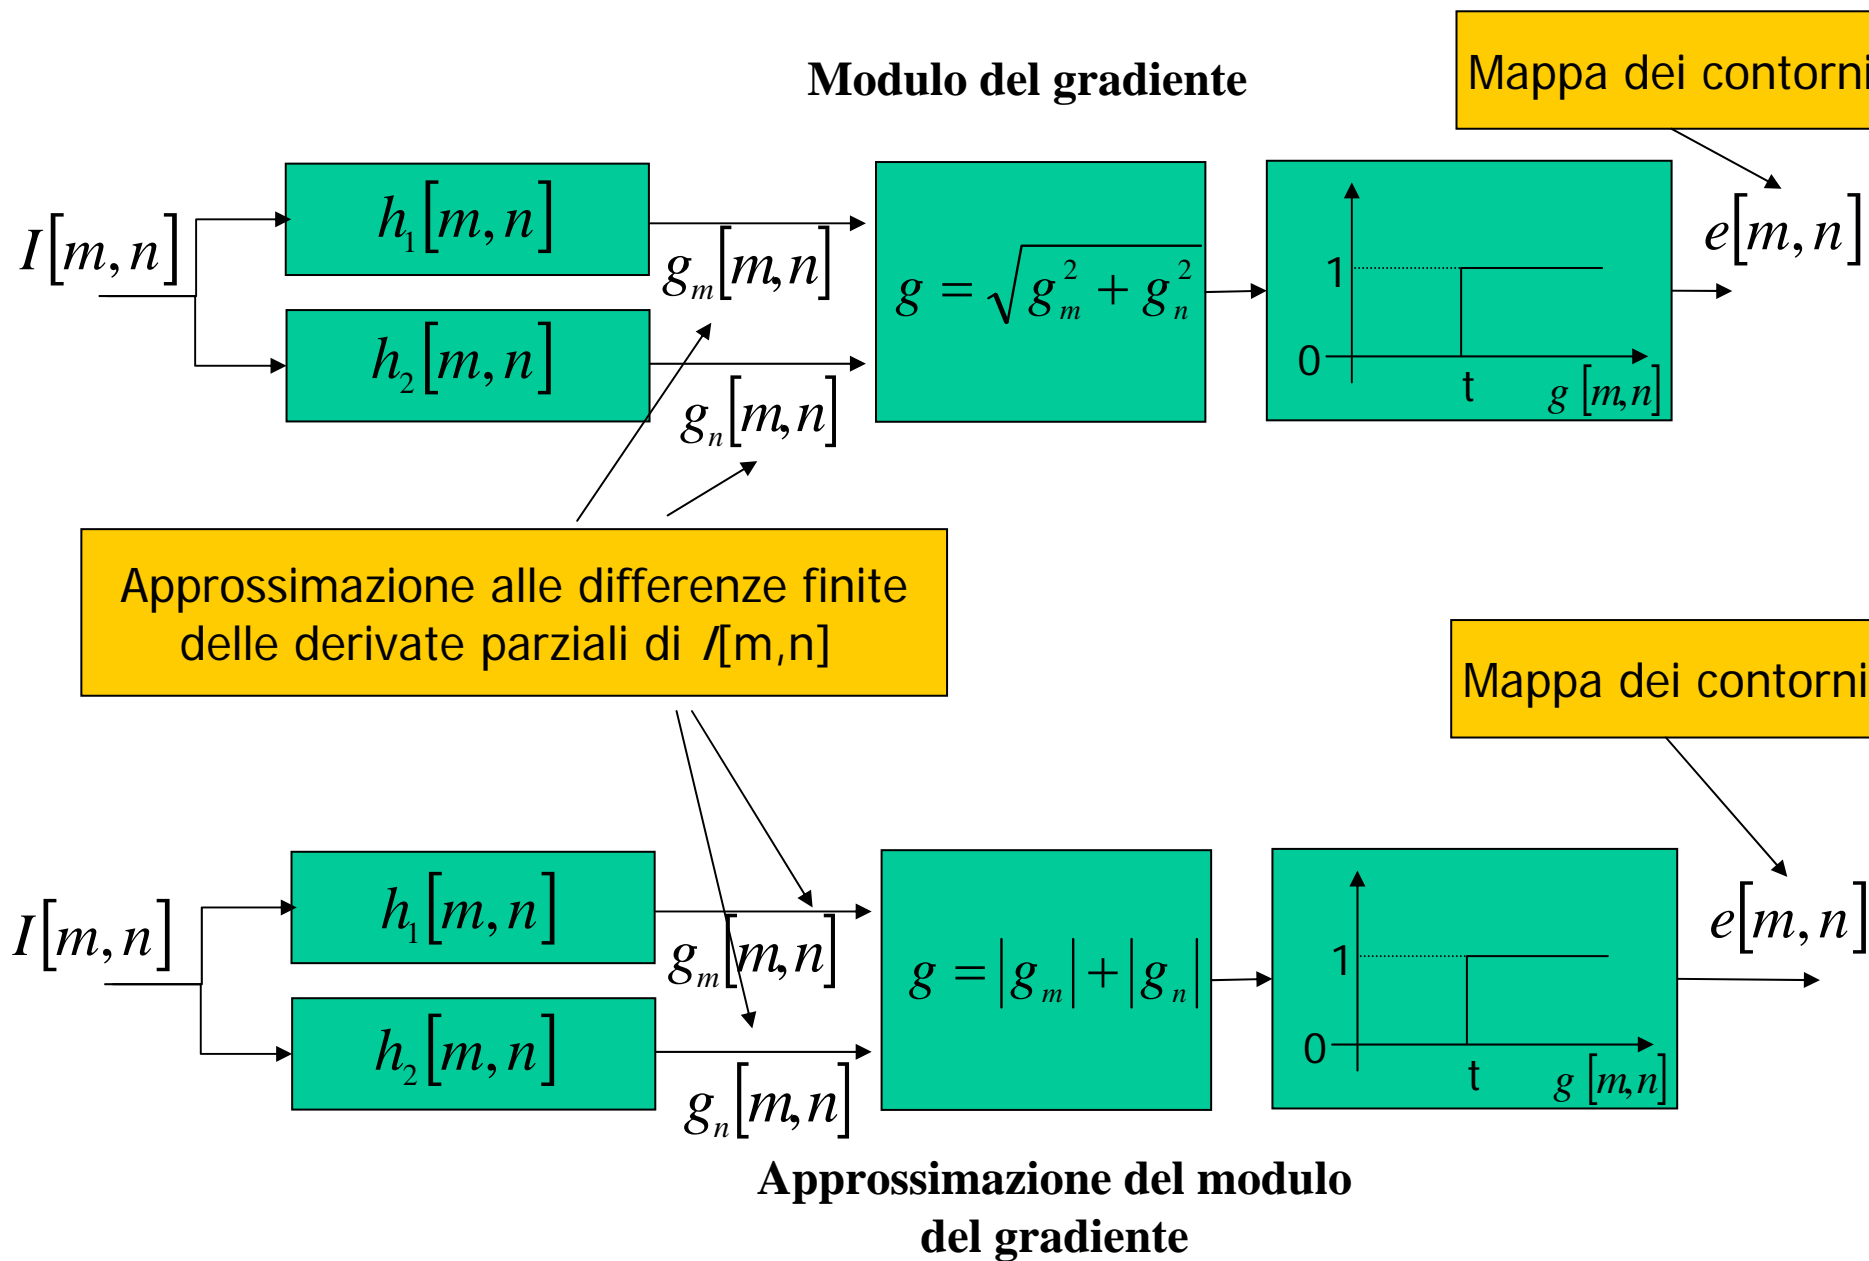 Modulo del gradiente
Mappa dei contorni
I[m,n]
h₁[m,n]
gₘ[m,n]
h₂[m,n]
gₙ[m,n]
g = √(gₘ² + gₙ²)
1
0
t
g [m,n]
e[m,n]
Approssimazione alle differenze finite
delle derivate parziali di I[m,n]
Mappa dei contorni
I[m,n]
h₁[m,n]
gₘ[m,n]
h₂[m,n]
gₙ[m,n]
g = |gₘ| + |gₙ|
1
0
t
g [m,n]
e[m,n]
Approssimazione del modulo
del gradiente